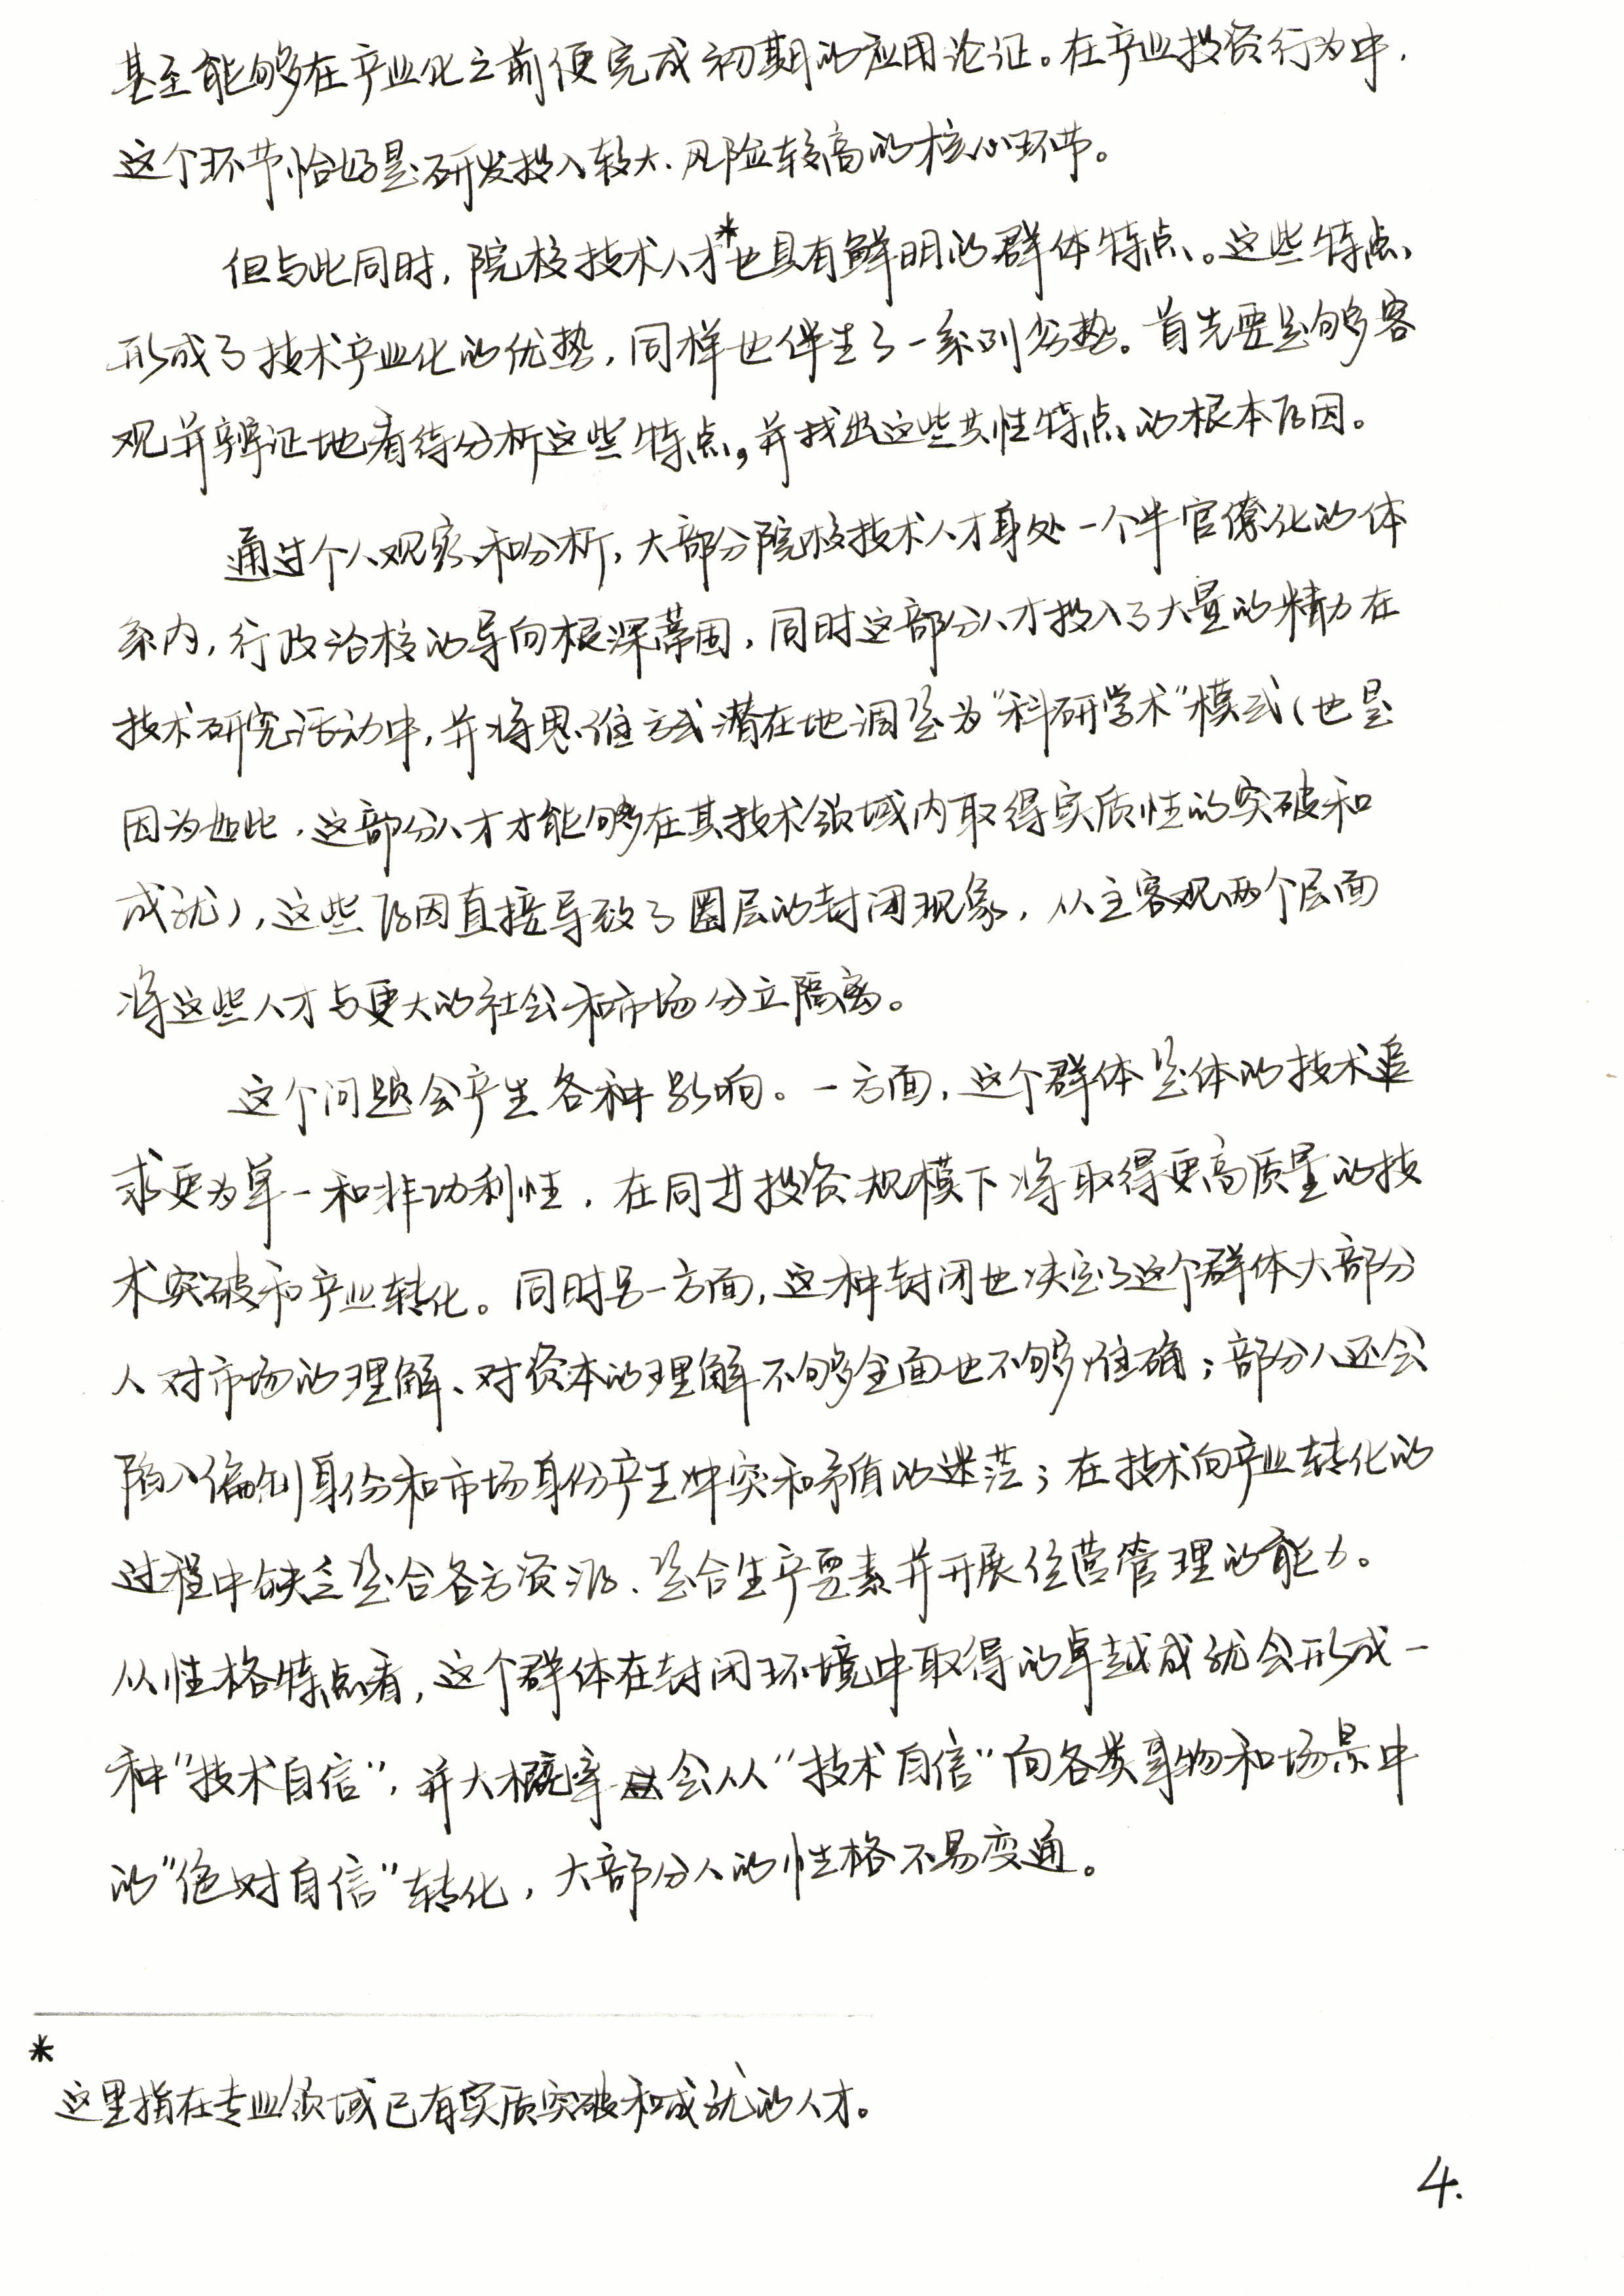 甚至能够在产业化之前便完成初期的应用论证。在产业投资行为中，
这个环节恰好是研发投入较大、风险较高的核心环节。
但与此同时，院校技术人才*也具有鲜明的群体特点。这些特点
形成了技术产业化的优势，同样也伴生了一系列劣势。首先要足够客
观并辨证地看待分析这些特点，并找出这些共性特点的根本原因。
通过个人观察和分析，大部分院校技术人才身处一个半官僚化的体
系内，行政治校的导向根深蒂固，同时这部分人才投入了大量的精力在
技术研究活动中，并将思维方式潜在地调整为“科研学术”模式（也是
因为如此，这部分人才才能够在其技术领域内取得实质性的突破和
成就），这些原因直接导致了圈层的封闭现象，从主客观两个层面
将这些人才与更大的社会和市场分立隔离。
这个问题会产生各种影响。一方面，这个群体整体的技术追
求更为单一和非功利性，在同等投资规模下将取得更高质量的技
术突破和产业转化。同时另一方面，这种封闭也决定了这个群体大部分
人对市场的理解、对资本的理解不够全面也不够准确；部分人还会
陷入编制身份和市场身份产生冲突和矛盾的迷茫；在技术向产业转化的
过程中缺乏整合各方资源、整合生产要素并开展经营管理的能力。
从性格特点看，这个群体在封闭环境中取得的卓越成就会形成一
种“技术自信”，并大概率会从“技术自信”向各类事物和场景中
的“绝对自信”转化，大部分人的性格不易变通。
*
这里指在专业领域已有实质突破和成就的人才。
4.